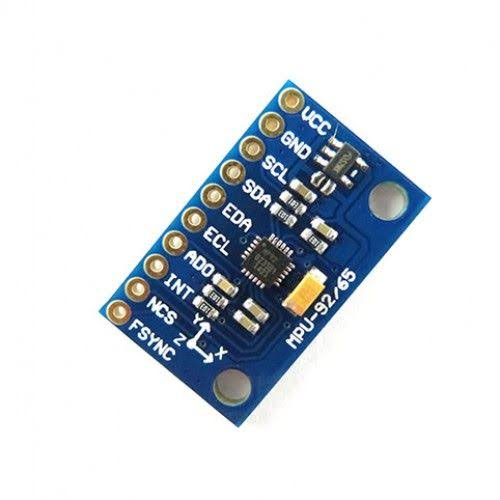 VCC
GND
SCL
SDA
EDA
ECL
ADO
INT
NCS
FSYNC
Y
Z
X
MPU-92/65